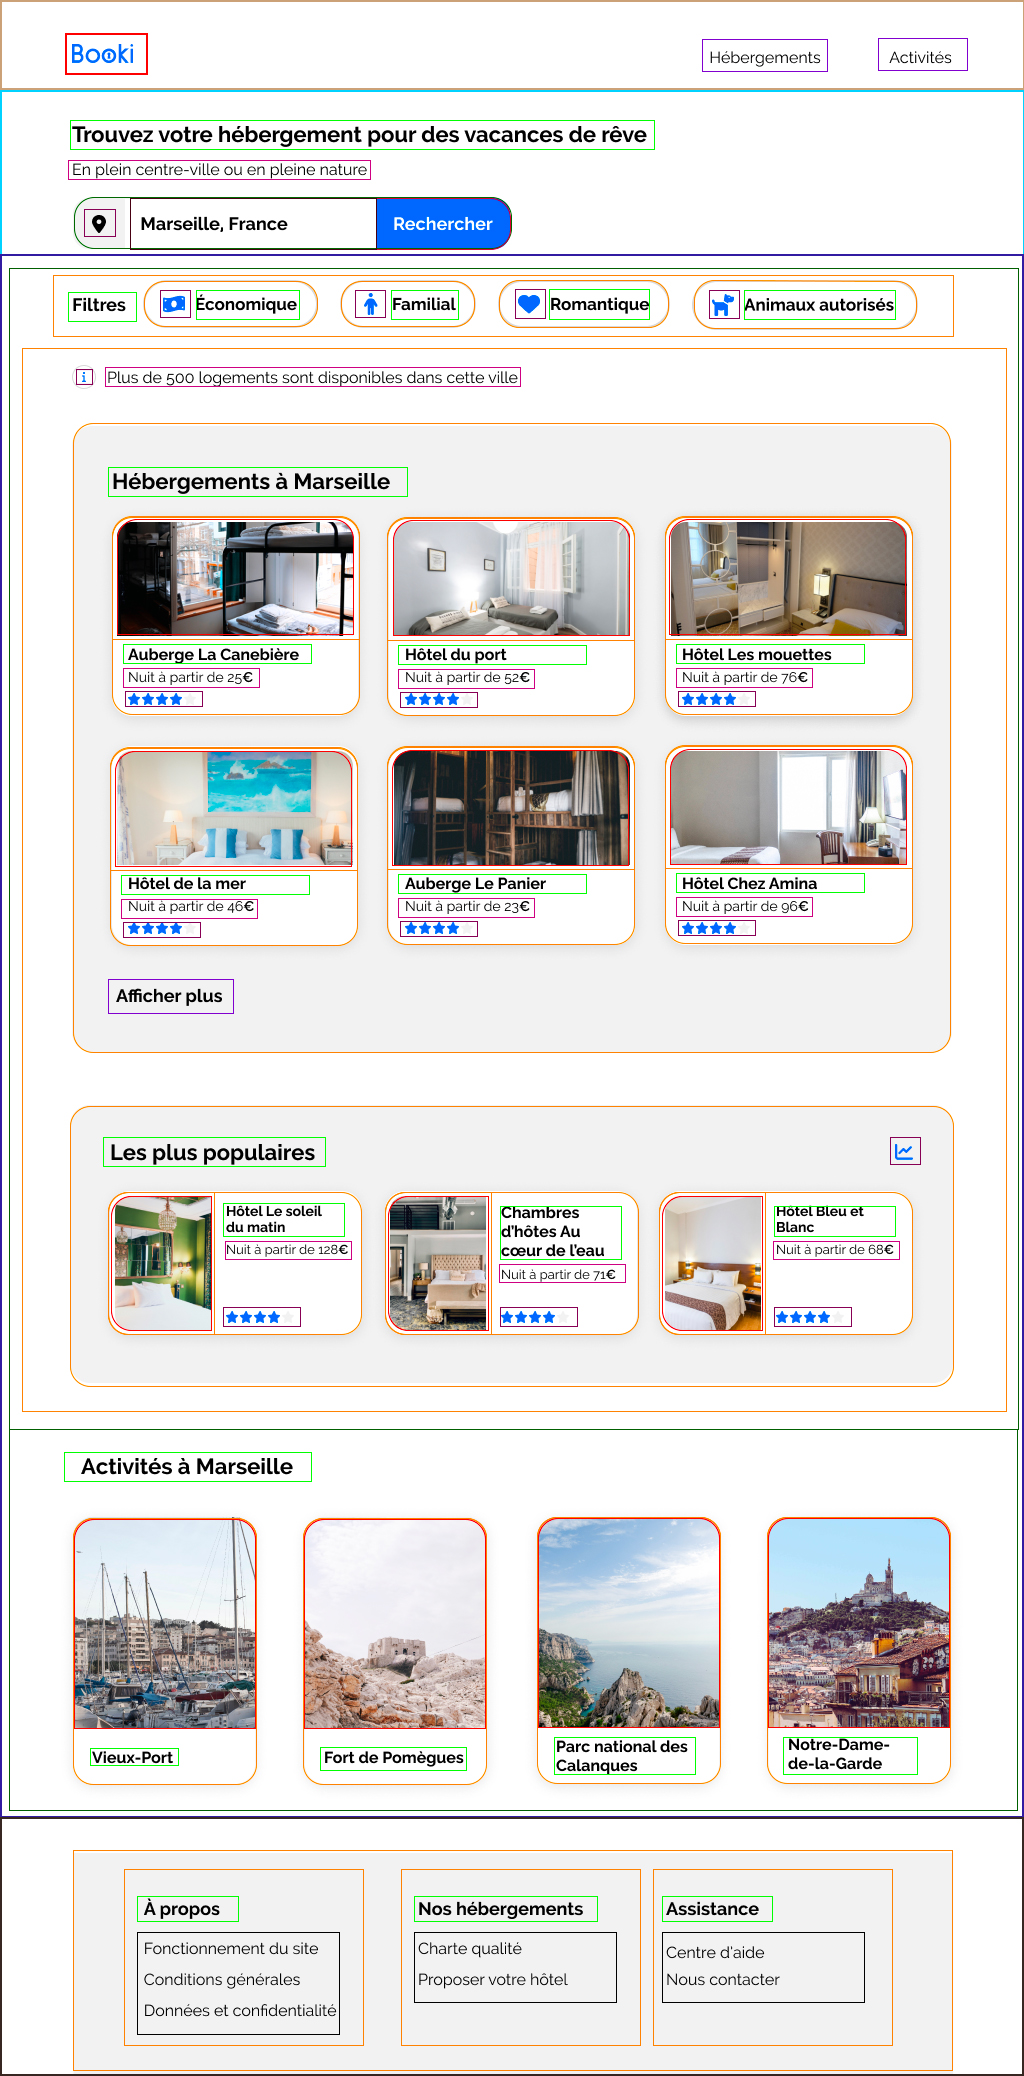 Booki
Hébergements
Activités
Trouvez votre hébergement pour des vacances de rêve
En plein centre-ville ou en pleine nature
Marseille, France
Rechercher
Filtres
Économique
Familial
Romantique
Animaux autorisés
Plus de 500 logements sont disponibles dans cette ville
Hébergements à Marseille
Auberge La Canebière
Nuit à partir de 25€
Hôtel du port
Nuit à partir de 52€
Hôtel Les mouettes
Nuit à partir de 76€
Hôtel de la mer
Nuit à partir de 46€
Auberge Le Panier
Nuit à partir de 23€
Hôtel Chez Amina
Nuit à partir de 96€
Afficher plus
Les plus populaires
Hôtel Le soleil
du matin
Nuit à partir de 128€
Chambres
d'hôtes Au
cœur de l'eau
Nuit à partir de 71€
Hôtel Bleu et
Blanc
Nuit à partir de 68€
Activités à Marseille
Vieux-Port
Fort de Pomègues
Parc national des
Calanques
Notre-Dame-
de-la-Garde
À propos
Fonctionnement du site
Conditions générales
Données et confidentialité
Nos hébergements
Charte qualité
Proposer votre hôtel
Assistance
Centre d'aide
Nous contacter